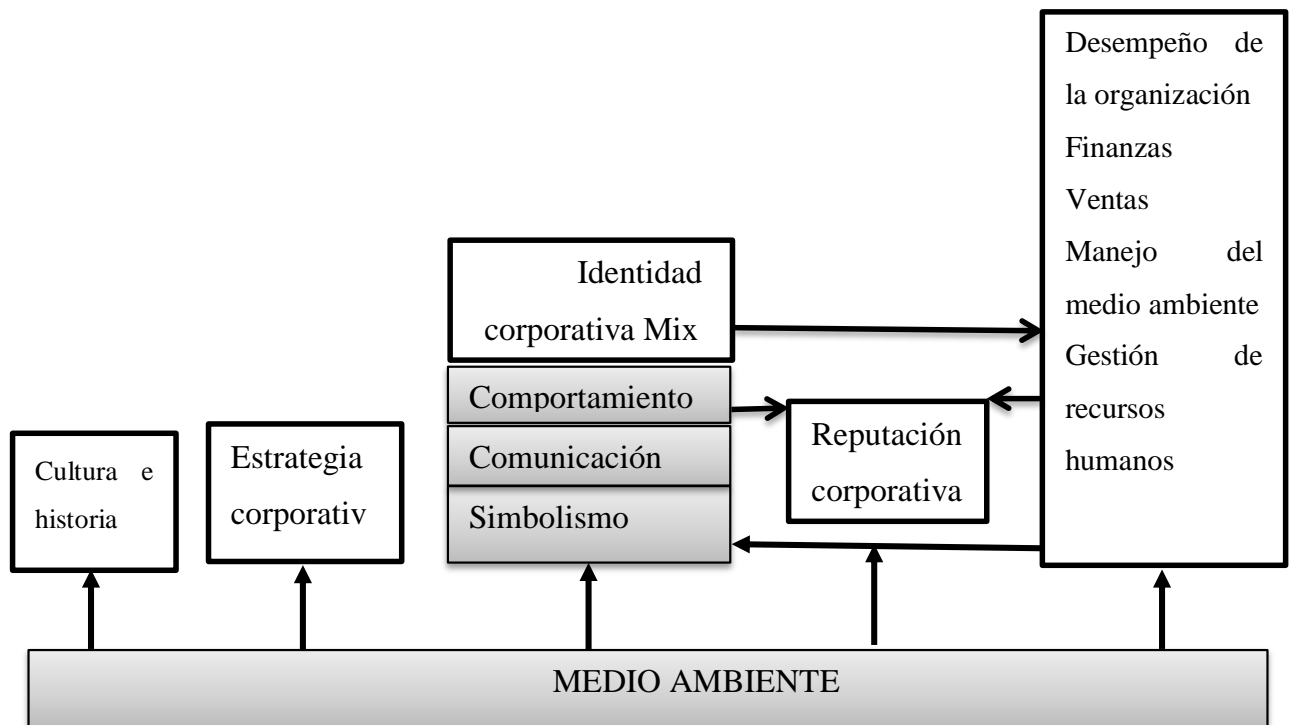 Desempeño de
la organización
Finanzas
Ventas
Manejo del
medio ambiente
Gestión de
recursos
humanos
Identidad
corporativa Mix
Comportamiento
Comunicación
Simbolismo
Reputación
corporativa
Estrategia
corporativ
Cultura e
historia
MEDIO AMBIENTE